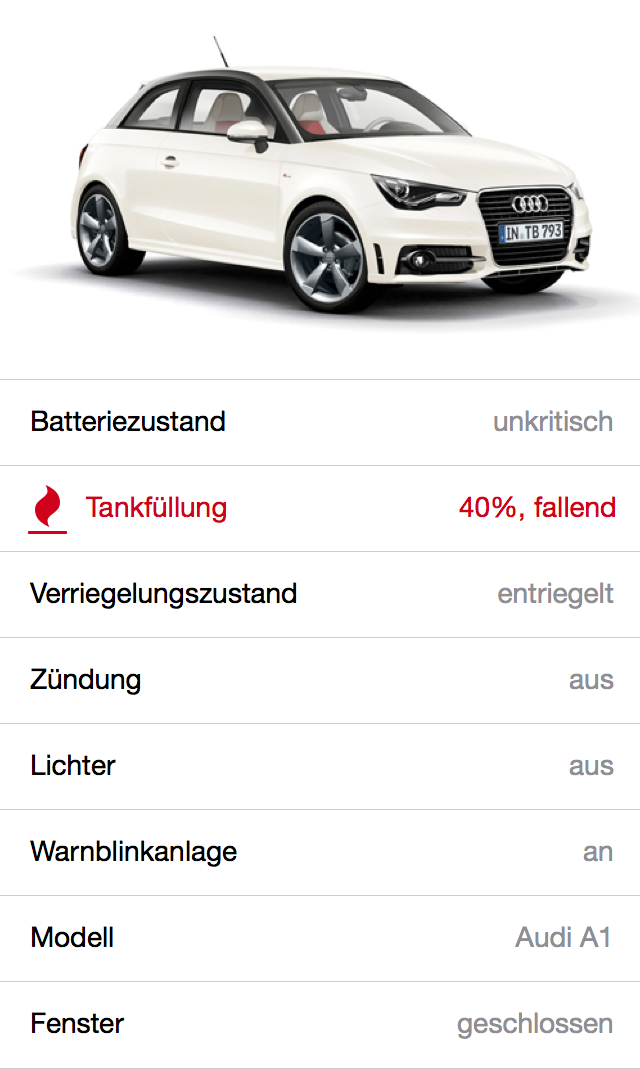 IN TB 793
Batteriezustand unkritisch
Tankfüllung 40%, fallend
Verriegelungszustand entriegelt
Zündung aus
Lichter aus
Warnblinkanlage an
Modell Audi A1
Fenster geschlossen